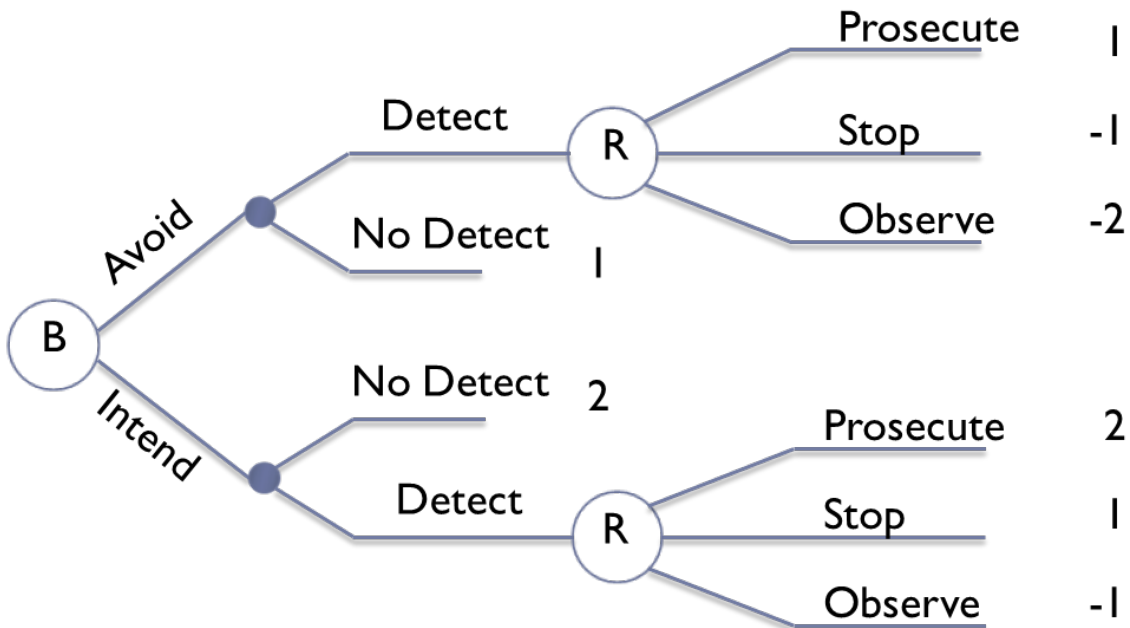 Prosecute 1
Detect
R
Stop -1
Observe -2
Avoid
No Detect 1
B
No Detect 2
Intend
Prosecute 2
Detect
R
Stop 1
Observe -1